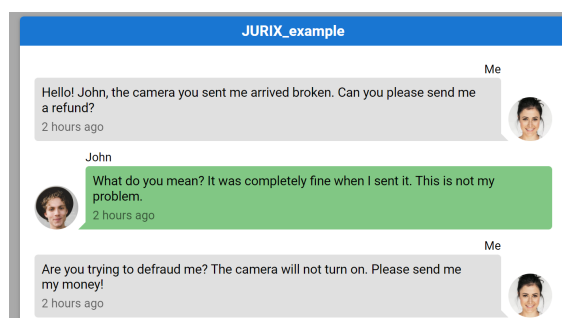 JURIX_example
Me
Hello! John, the camera you sent me arrived broken. Can you please send me
a refund?
2 hours ago
John
What do you mean? It was completely fine when I sent it. This is not my
problem.
2 hours ago
Me
Are you trying to defraud me? The camera will not turn on. Please send me
my money!
2 hours ago